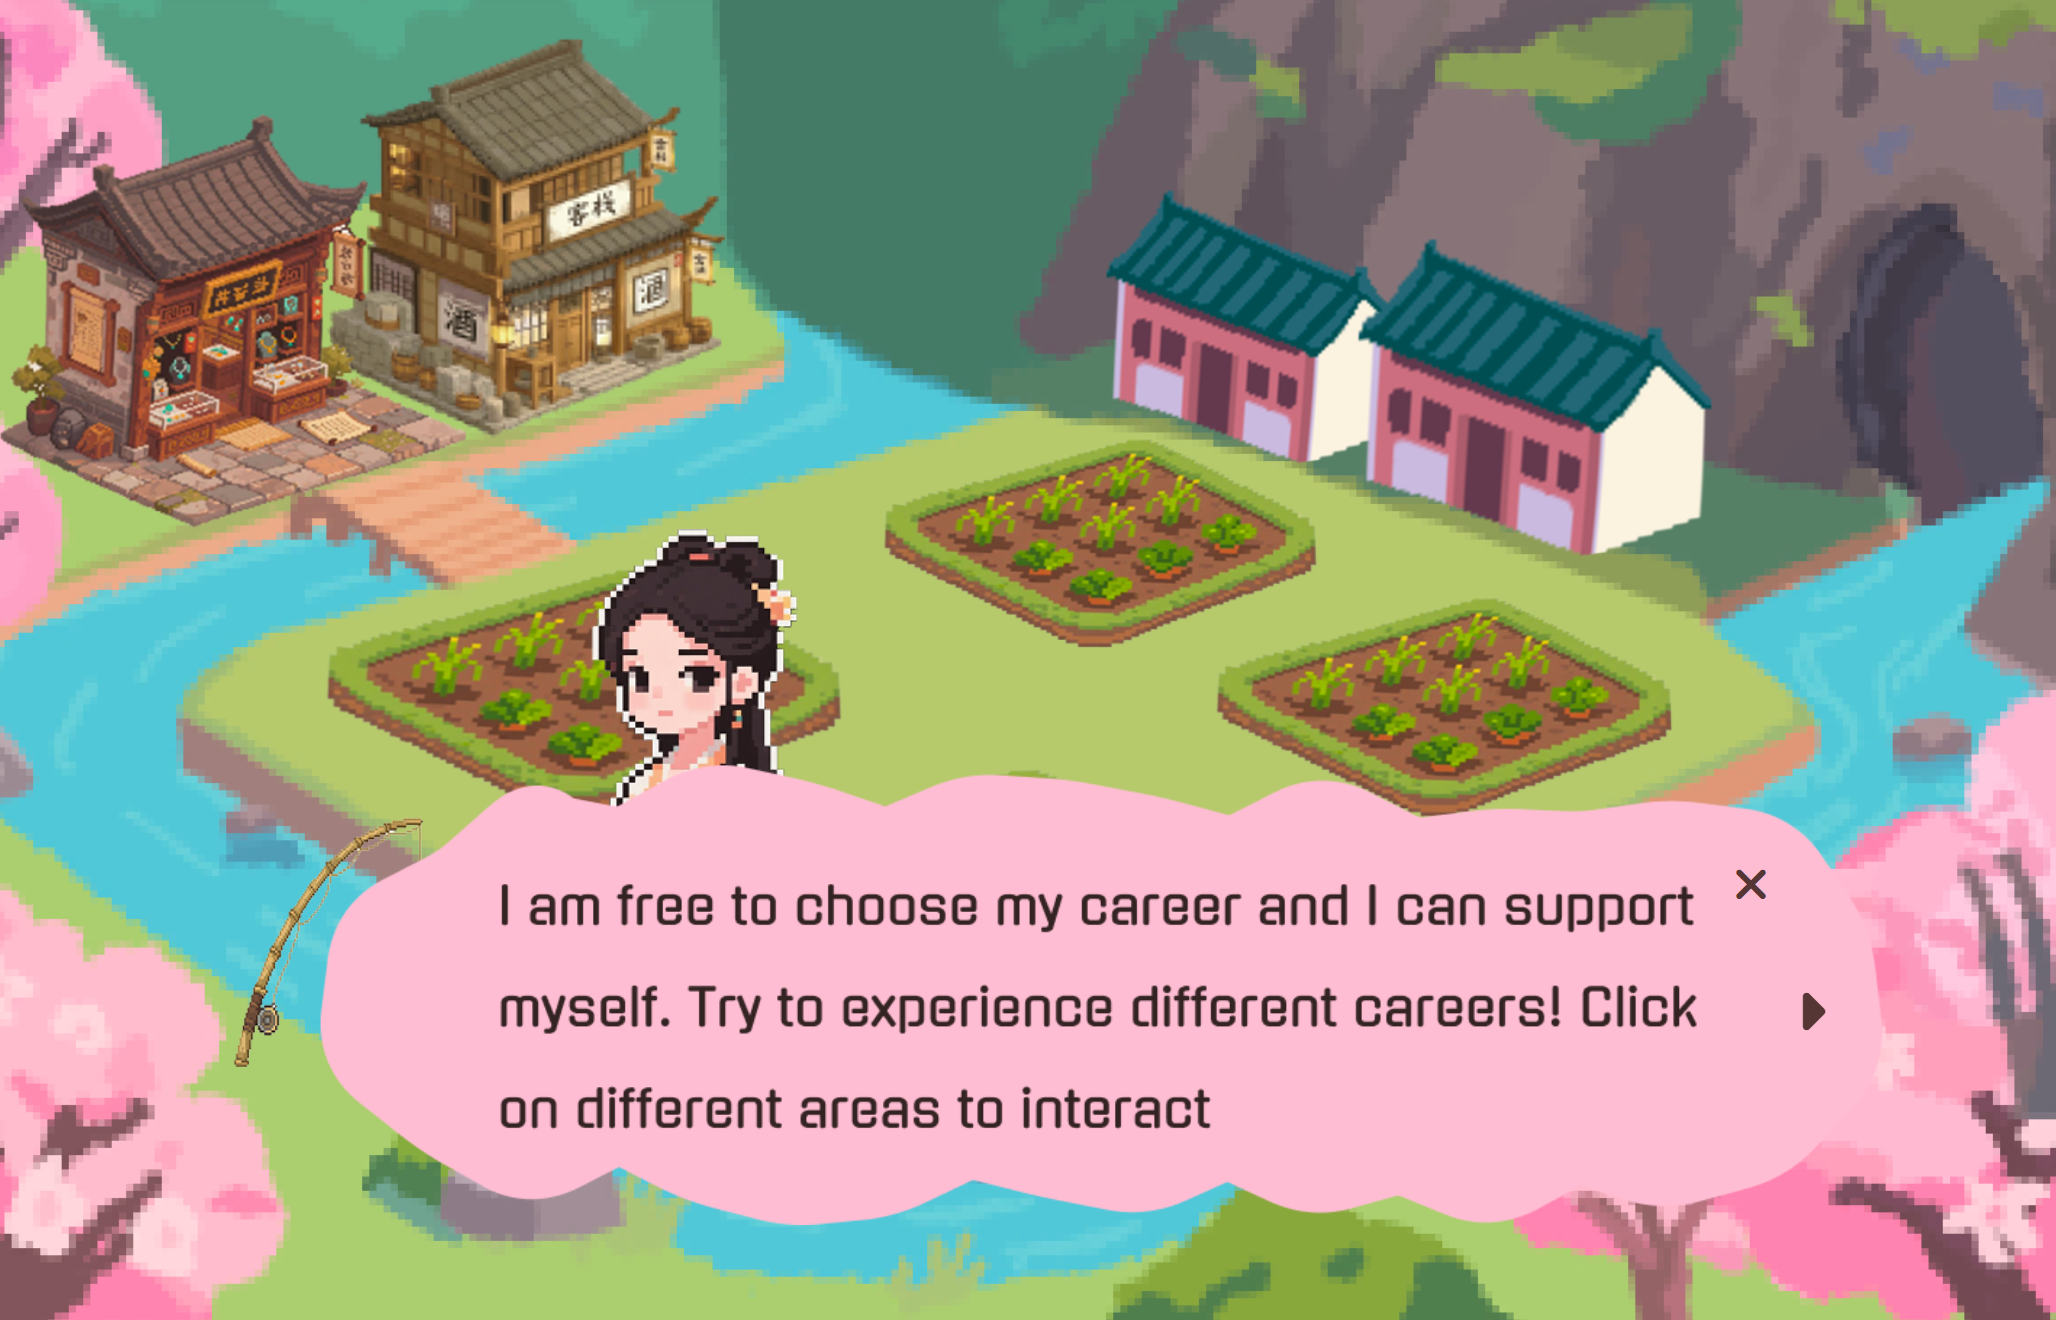 客栈
酒
酒
I am free to choose my career and I can support
myself. Try to experience different careers! Click
on different areas to interact